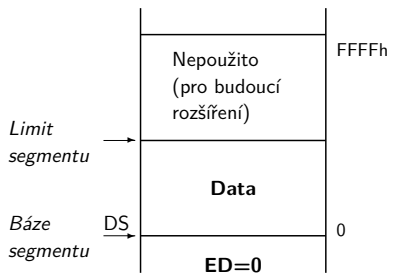 FFFFh
Nepoužito
(pro budoucí
rozšíření)
Limit
segmentu
Data
Báze
segmentu
DS
0
ED=0